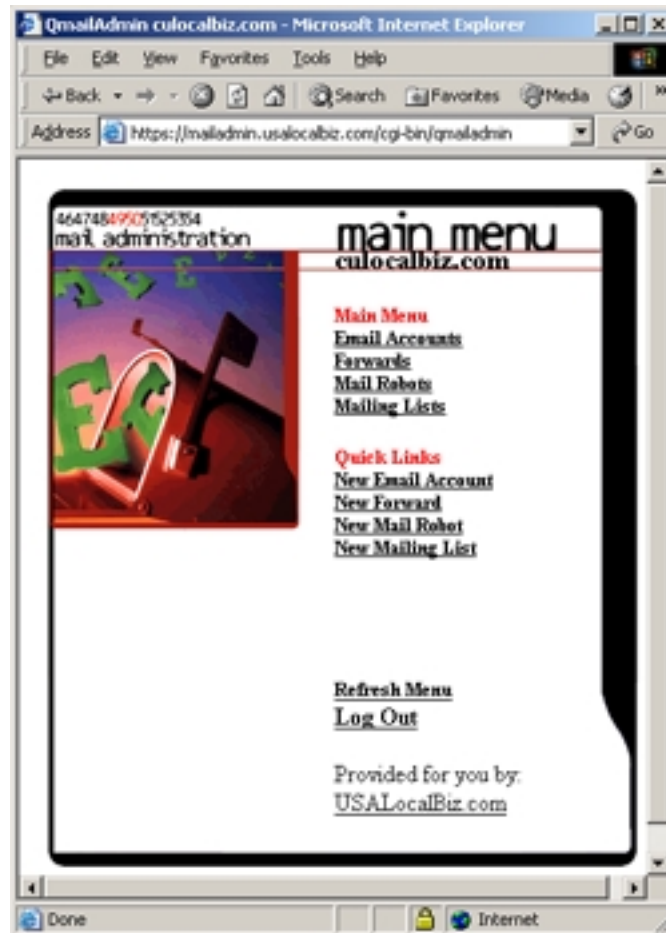 QmailAdmin culocalbiz.com - Microsoft Internet Explorer
File Edit View Favorites Tools Help
Back Search Favorites Media
Address https://mailadmin.usalocalbiz.com/cgi-bin/qmailadmin Go
464748495051525354
mail administration
main menu
culocalbiz.com
Main Menu
Email Accounts
Forwards
Mail Robots
Mailing Lists
Quick Links
New Email Account
New Forward
New Mail Robot
New Mailing List
Refresh Menu
Log Out
Provided for you by:
USALocalBiz.com
Done Internet